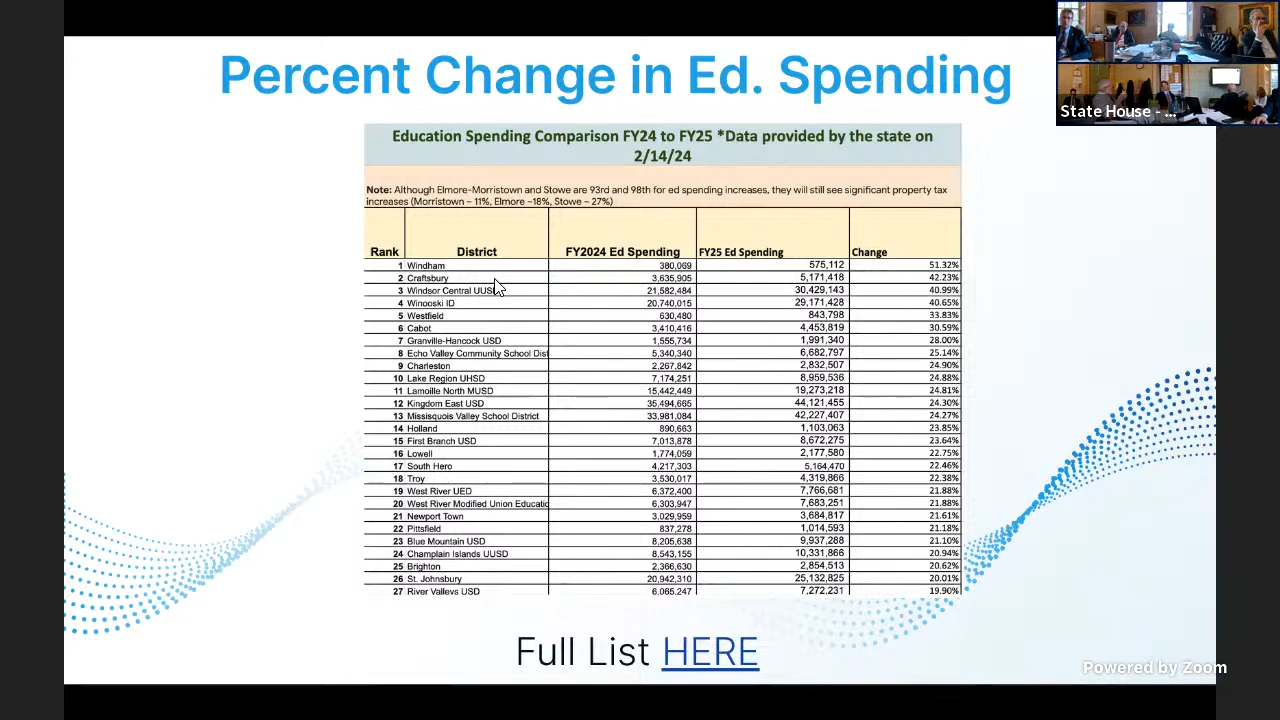 Percent Change in Ed. Spending
State House - ...
Education Spending Comparison FY24 to FY25 *Data provided by the state on
2/14/24
Note: Although Elmore-Morristown and Stowe are 93rd and 98th for ed spending increases, they will still see significant property tax
increases (Morristown ~ 11%, Elmore ~18%, Stowe ~ 27%)
Rank District FY2024 Ed Spending FY25 Ed Spending Change
1 Windham 380,069 575,112 51.32%
2 Craftsbury 3,635,905 5,171,418 42.23%
3 Windsor Central UUSD 21,582,484 30,429,143 40.99%
4 Winooski ID 20,740,015 29,171,428 40.65%
5 Westfield 630,480 843,798 33.83%
6 Cabot 3,410,416 4,453,819 30.59%
7 Granville-Hancock USD 1,555,734 1,991,340 28.00%
8 Echo Valley Community School Dist 5,340,340 6,682,797 25.14%
9 Charleston 2,267,842 2,832,507 24.90%
10 Lake Region UHSD 7,174,251 8,959,536 24.88%
11 Lamoille North MUSD 15,442,449 19,273,218 24.81%
12 Kingdom East USD 35,494,665 44,121,455 24.30%
13 Missisquois Valley School District 33,981,084 42,227,407 24.27%
14 Holland 890,663 1,103,063 23.85%
15 First Branch USD 7,013,878 8,672,275 23.64%
16 Lowell 1,774,059 2,177,580 22.75%
17 South Hero 4,217,303 5,164,470 22.46%
18 Troy 3,530,017 4,319,866 22.38%
19 West River UED 6,372,400 7,766,681 21.88%
20 West River Modified Union Educatio 6,303,947 7,683,251 21.88%
21 Newport Town 3,029,959 3,684,817 21.61%
22 Pittsfield 837,278 1,014,593 21.18%
23 Blue Mountain USD 8,205,638 9,937,288 21.10%
24 Champlain Islands UUSD 8,543,155 10,331,866 20.94%
25 Brighton 2,366,630 2,854,513 20.62%
26 St. Johnsbury 20,942,310 25,132,825 20.01%
27 River Valleys USD 6,065,247 7,272,231 19.90%
Full List HERE
Powered by Zoom